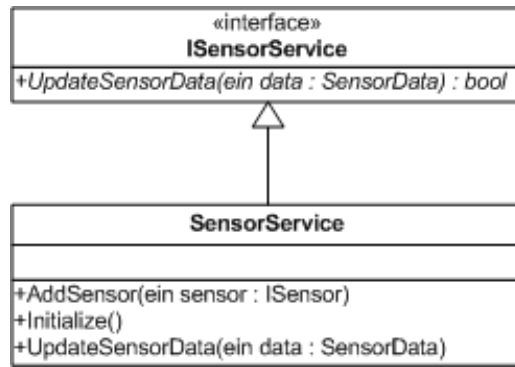 «interface»
ISensorService
+UpdateSensorData(ein data : SensorData) : bool
SensorService
+AddSensor(ein sensor : ISensor)
+Initialize()
+UpdateSensorData(ein data : SensorData)